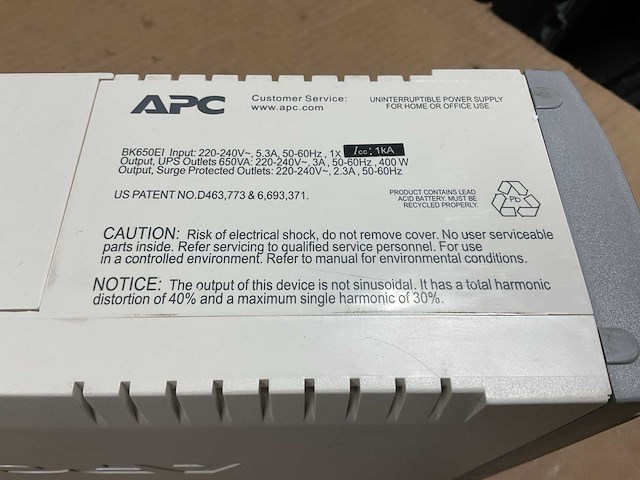 APC
Customer Service:
www.apc.com
UNINTERRUPTIBLE POWER SUPPLY
FOR HOME OR OFFICE USE
BK650EI Input: 220-240V~, 5.3A, 50-60Hz, 1X Icc: 1kA
Output, UPS Outlets 650VA: 220-240V~, 3A, 50-60Hz, 400 W
Output, Surge Protected Outlets: 220-240V~, 2.3A, 50-60Hz
US PATENT NO.D463,773 & 6,693,371.
PRODUCT CONTAINS LEAD
ACID BATTERY. MUST BE
RECYCLED PROPERLY.
Pb
CAUTION: Risk of electrical shock, do not remove cover. No user serviceable
parts inside. Refer servicing to qualified service personnel. For use
in a controlled environment. Refer to manual for environmental conditions.
NOTICE: The output of this device is not sinusoidal. It has a total harmonic
distortion of 40% and a maximum single harmonic of 30%.